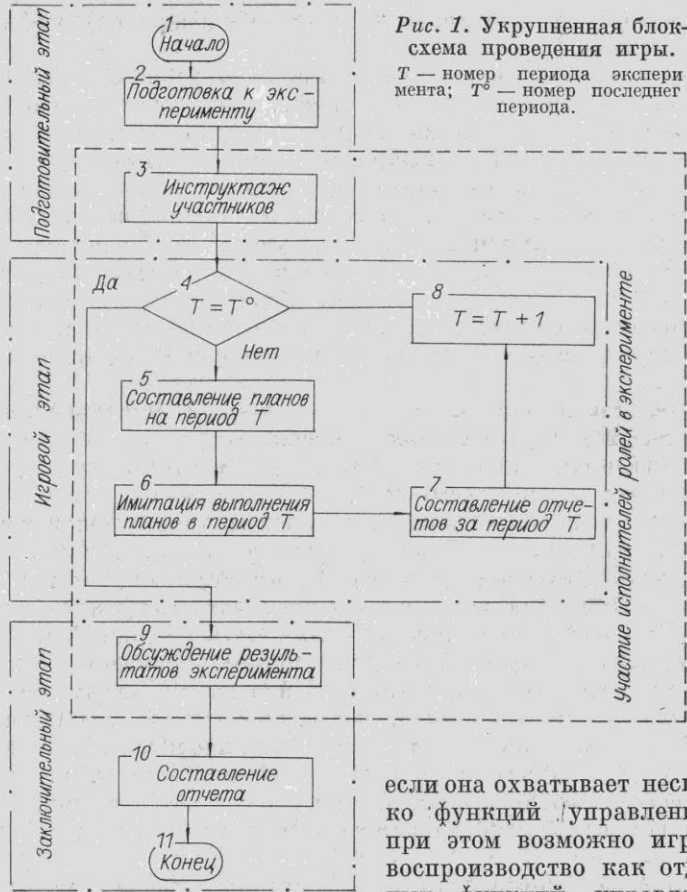 Рис. 1. Укрупненная блок-
схема проведения игры.
T — номер периода экспери
мента; T° — номер последнег
периода.
Подготовительный этап
1
Начало
2
Подготовка к экс-
перименту
3
Инструктаж
участников
Игровой этап
Да
4
T = T°
Нет
5
Составление планов
на период T
6
Имитация выполнения
планов в период T
7
Составление отче-
тов за период T
8
T = T + 1
Участие исполнителей ролей в эксперименте
Заключительный этап
9
Обсуждение резуль-
татов эксперимента
10
Составление
отчета
11
Конец
если она охватывает неск
ко функций управлени
при этом возможно игр
воспроизводство как отд